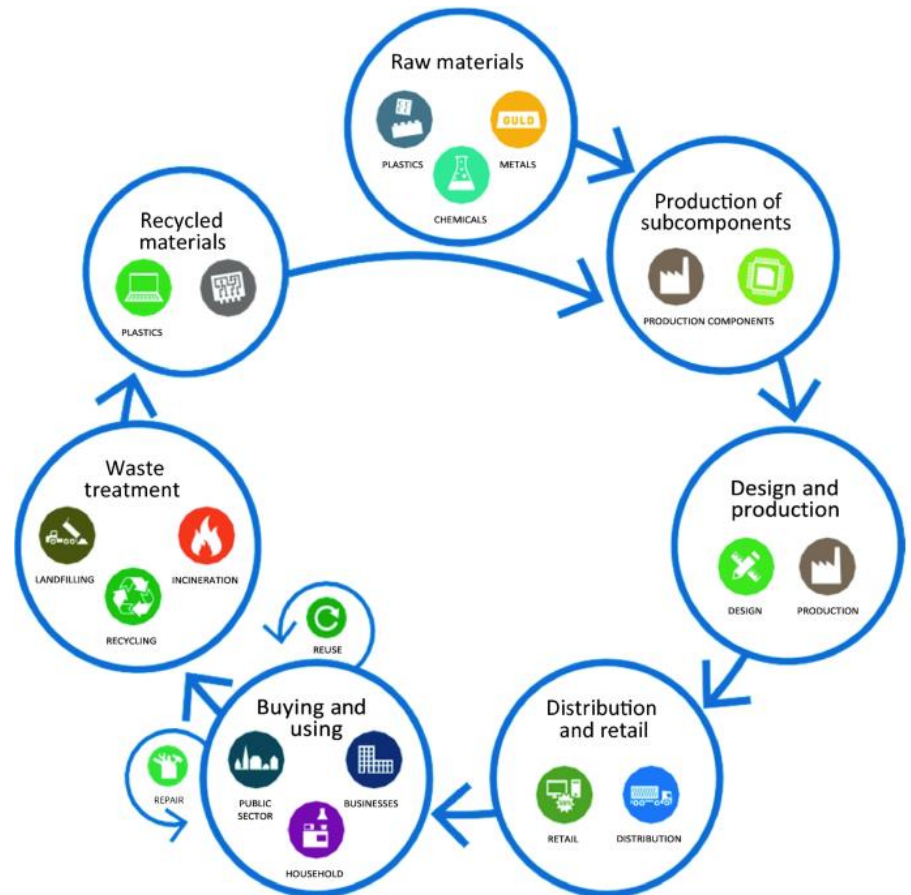 Raw materials
GULD
PLASTICS
METALS
CHEMICALS
Production of
subcomponents
PRODUCTION COMPONENTS
Design and
production
DESIGN
PRODUCTION
Distribution
and retail
RETAIL
DISTRIBUTION
Buying and
using
PUBLIC
SECTOR
BUSINESSES
HOUSEHOLD
REUSE
REPAIR
Waste
treatment
LANDFILLING
INCINERATION
RECYCLING
Recycled
materials
PLASTICS